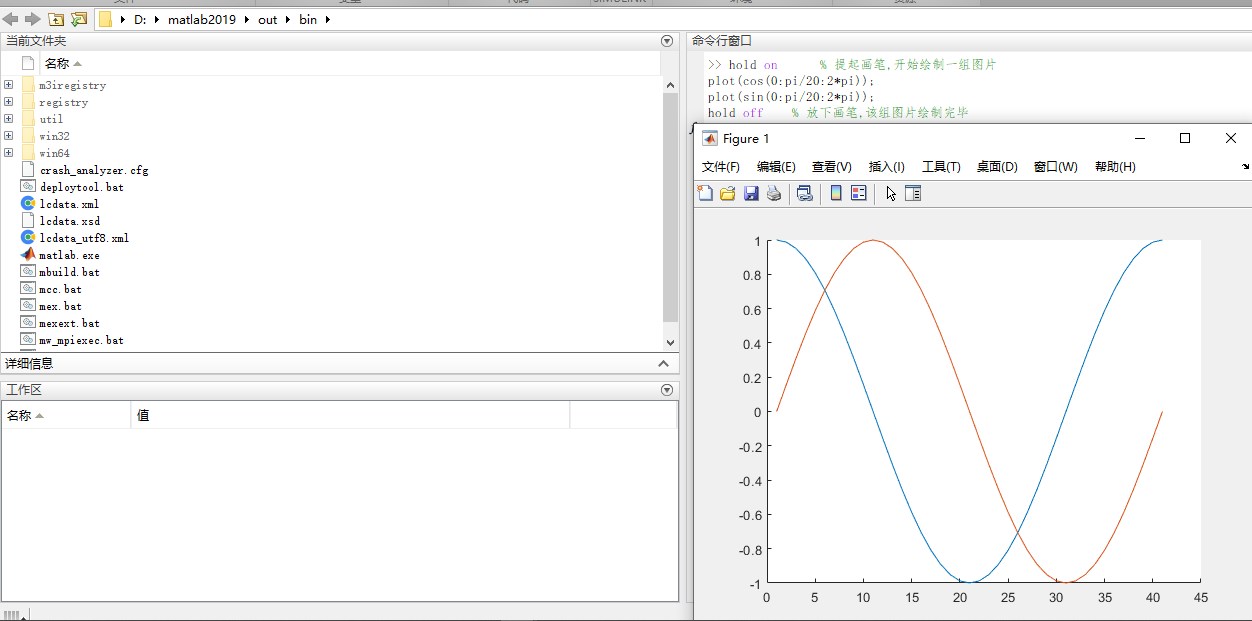 D: matlab2019 out bin
当前文件夹
名称
m3iregistry
registry
util
win32
win64
crash_analyzer.cfg
deploytool.bat
lcdata.xml
lcdata.xsd
lcdata_utf8.xml
matlab.exe
mbuild.bat
mcc.bat
mex.bat
mexext.bat
mw_mpiexec.bat
详细信息
工作区
名称 值
命令行窗口
>> hold on % 提起画笔,开始绘制一组图片
plot(cos(0:pi/20:2*pi));
plot(sin(0:pi/20:2*pi));
hold off % 放下画笔,该组图片绘制完毕
Figure 1
文件(F) 编辑(E) 查看(V) 插入(I) 工具(T) 桌面(D) 窗口(W) 帮助(H)
1
0.8
0.6
0.4
0.2
0
-0.2
-0.4
-0.6
-0.8
-1
0 5 10 15 20 25 30 35 40 45